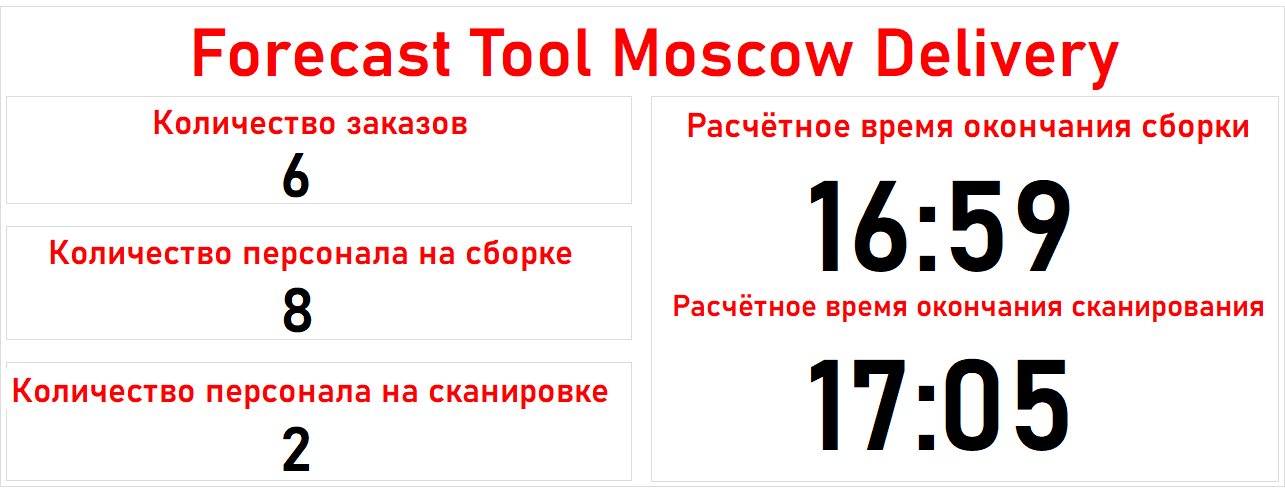 Forecast Tool Moscow Delivery
Количество заказов
6
Количество персонала на сборке
8
Количество персонала на сканировке
2
Расчётное время окончания сборки
16:59
Расчётное время окончания сканирования
17:05